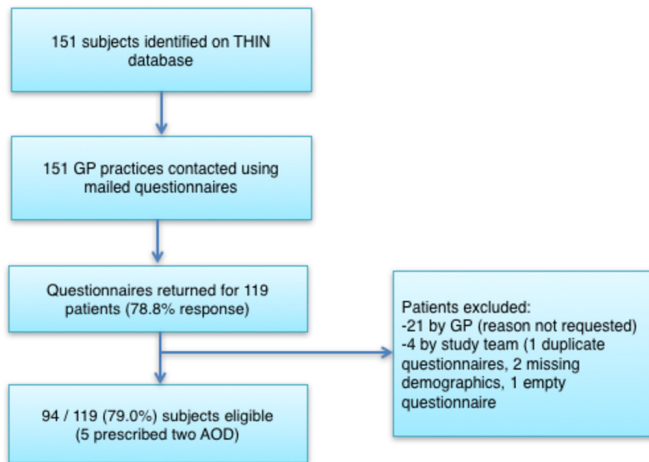 151 subjects identified on THIN
database
151 GP practices contacted using
mailed questionnaires
Questionnaires returned for 119
patients (78.8% response)
Patients excluded:
-21 by GP (reason not requested)
-4 by study team (1 duplicate
questionnaires, 2 missing
demographics, 1 empty
questionnaire
94 / 119 (79.0%) subjects eligible
(5 prescribed two AOD)